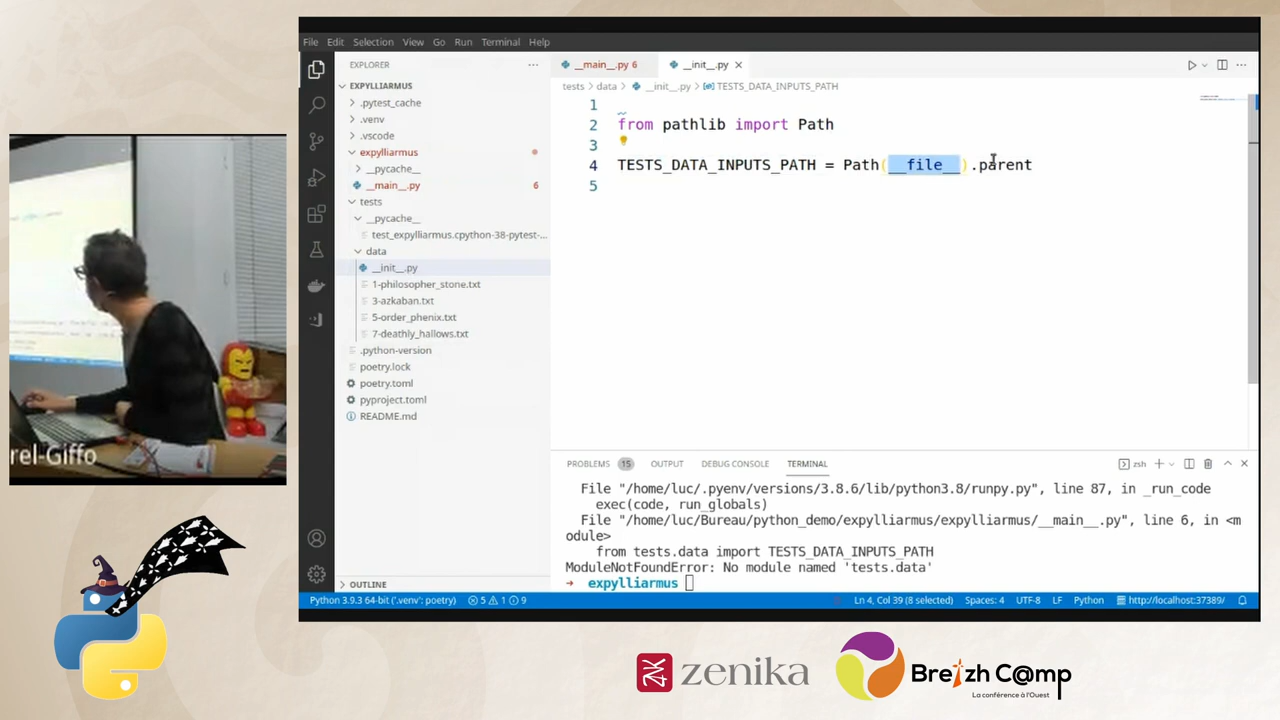 File Edit Selection View Go Run Terminal Help
EXPLORER
EXPYLLIARMUS
.pytest_cache
.venv
.vscode
expylliarmus
__pycache__
__main__.py 6
tests
__pycache__
test_expylliarmus.cpython-38-pytest-...
data
__init__.py
1-philosopher_stone.txt
3-azkaban.txt
5-order_phenix.txt
7-deathly_hallows.txt
.python-version
poetry.lock
poetry.toml
pyproject.toml
README.md
OUTLINE
__main__.py 6 __init__.py
tests > data > __init__.py > TESTS_DATA_INPUTS_PATH
1
2 from pathlib import Path
3
4 TESTS_DATA_INPUTS_PATH = Path(__file__).parent
5
PROBLEMS 15 OUTPUT DEBUG CONSOLE TERMINAL zsh
File "/home/luc/.pyenv/versions/3.8.6/lib/python3.8/runpy.py", line 87, in _run_code
exec(code, run_globals)
File "/home/luc/Bureau/python_demo/expylliarmus/expylliarmus/__main__.py", line 6, in <m
odule>
from tests.data import TESTS_DATA_INPUTS_PATH
ModuleNotFoundError: No module named 'tests.data'
→ expylliarmus
Python 3.9.3 64-bit ('.venv': poetry) 5 1 9 Ln 4, Col 39 (8 selected) Spaces: 4 UTF-8 LF Python http://localhost:37389/
rel-Giffo
zenika
Breizh C@mp
La conférence à l'Ouest